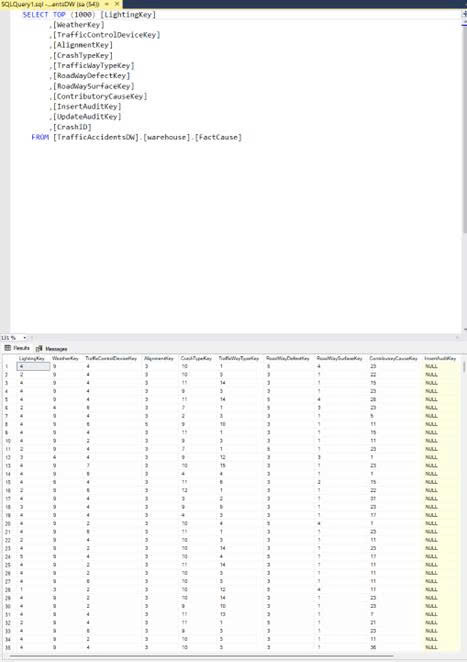 SQLQuery1.sql -...entsDW (sa (54))
SELECT TOP (1000) [LightingKey]
,[WeatherKey]
,[TrafficControlDeviceKey]
,[AlignmentKey]
,[CrashTypeKey]
,[TrafficWayTypeKey]
,[RoadWayDefectKey]
,[RoadWaySurfaceKey]
,[ContributoryCauseKey]
,[InsertAuditKey]
,[UpdateAuditKey]
,[CrashID]
FROM [TrafficAccidentsDW].[warehouse].[FactCause]
131 %
Results Messages
LightingKey WeatherKey TrafficControlDeviceKey AlignmentKey CrashTypeKey TrafficWayTypeKey RoadWayDefectKey RoadWaySurfaceKey ContributoryCauseKey InsertAuditKey
1 4 9 4 3 10 1 5 4 23 NULL
2 2 9 4 3 10 3 3 1 22 NULL
3 4 9 4 3 11 14 3 1 15 NULL
4 4 9 4 3 9 3 3 1 23 NULL
5 4 9 4 3 11 14 5 4 28 NULL
6 2 4 6 3 7 1 5 3 23 NULL
7 4 9 4 3 2 3 3 1 5 NULL
8 4 9 6 5 9 10 3 1 11 NULL
9 4 9 4 3 11 1 3 1 15 NULL
10 4 9 2 3 9 3 3 1 11 NULL
11 2 9 4 3 7 1 5 1 23 NULL
12 3 4 4 3 9 12 3 3 1 NULL
13 4 9 7 3 10 15 3 1 23 NULL
14 4 9 6 3 4 4 3 1 1 NULL
15 4 6 4 3 11 6 3 2 15 NULL
16 2 9 6 3 12 1 3 1 22 NULL
17 4 9 4 3 3 2 3 1 31 NULL
18 3 9 4 3 9 9 3 1 23 NULL
19 4 9 4 3 4 3 3 1 17 NULL
20 4 9 2 3 10 4 5 4 1 NULL
21 4 9 6 3 11 1 3 1 23 NULL
22 2 9 4 3 10 3 3 1 11 NULL
23 4 9 2 3 10 14 3 1 23 NULL
24 5 9 4 3 10 4 5 1 17 NULL
25 4 9 2 3 11 14 3 1 11 NULL
26 4 9 2 3 10 3 3 1 11 NULL
27 4 9 6 3 10 3 3 1 11 NULL
28 1 3 2 3 10 12 5 4 11 NULL
29 4 9 2 3 10 14 3 1 23 NULL
30 4 9 2 3 9 10 3 1 23 NULL
31 4 9 4 3 11 13 3 1 7 NULL
32 2 9 4 3 11 1 5 1 21 NULL
33 4 9 6 3 9 3 3 1 23 NULL
34 4 9 2 3 10 3 3 1 11 NULL
35 4 9 4 3 10 3 3 1 36 NULL